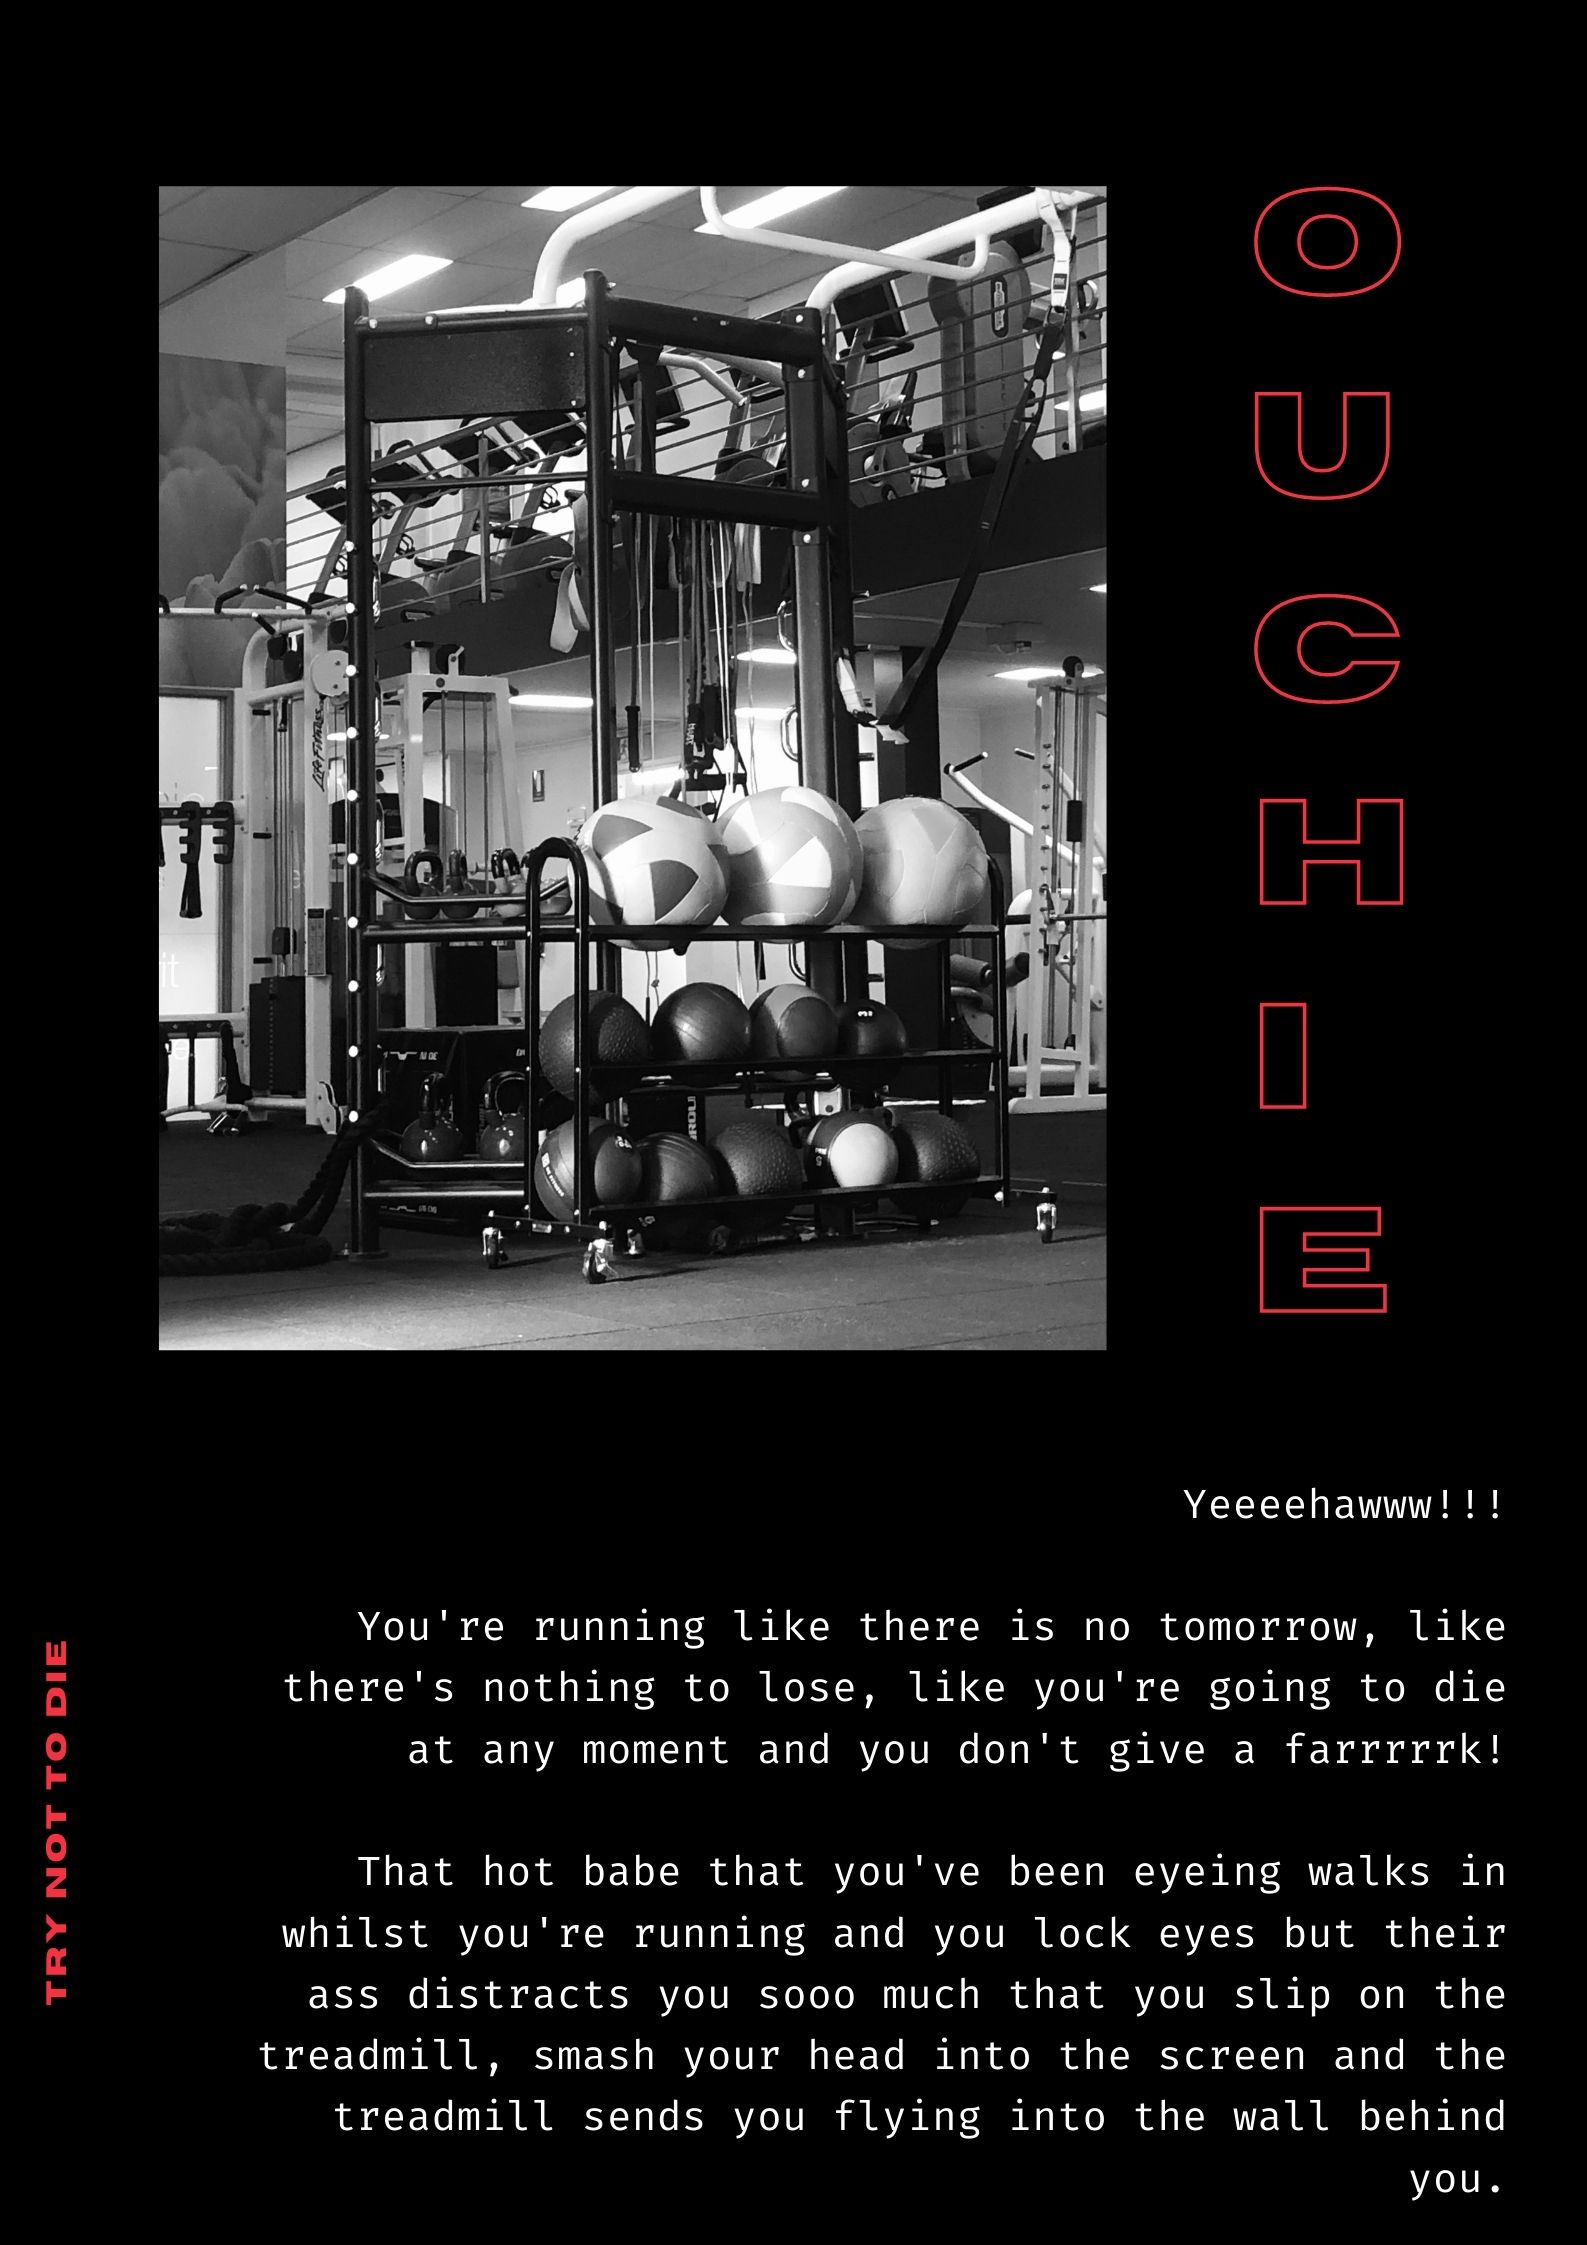 OUCHIE
Life Fitness
it
Yeeeehawww!!!
You're running like there is no tomorrow, like
there's nothing to lose, like you're going to die
at any moment and you don't give a farrrrrk!
That hot babe that you've been eyeing walks in
whilst you're running and you lock eyes but their
ass distracts you sooo much that you slip on the
treadmill, smash your head into the screen and the
treadmill sends you flying into the wall behind
you.
TRY NOT TO DIE